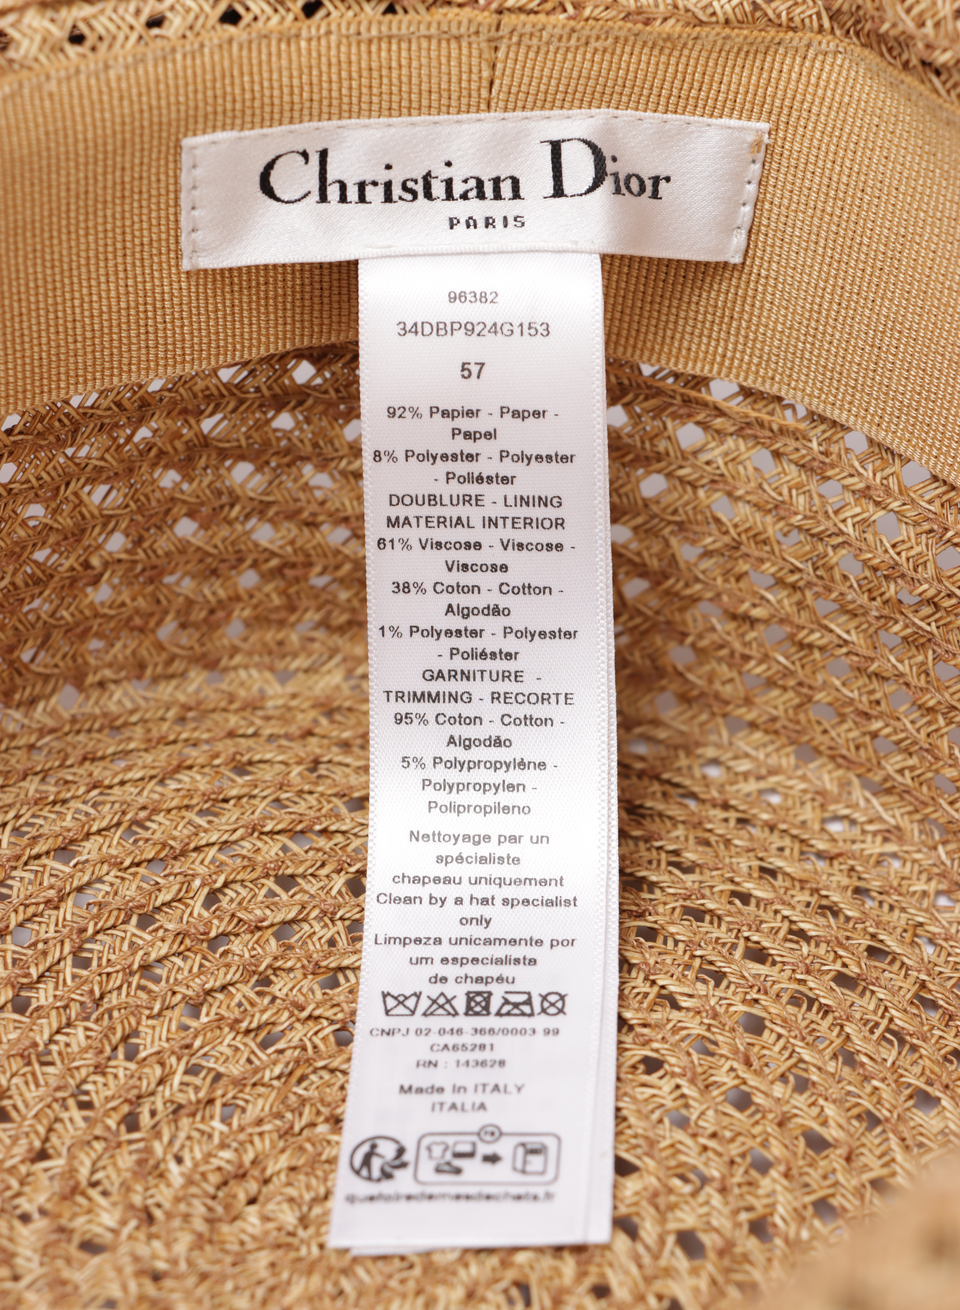 Christian Dior
PARIS
96382
34DBP924G153
57
92% Papier - Paper -
Papel
8% Polyester - Polyester
- Poliéster
DOUBLURE - LINING
MATERIAL INTERIOR
61% Viscose - Viscose -
Viscose
38% Coton - Cotton -
Algodão
1% Polyester - Polyester
- Poliéster
GARNITURE -
TRIMMING - RECORTE
95% Coton - Cotton -
Algodão
5% Polypropylène -
Polypropylen -
Polipropileno
Nettoyage par un
spécialiste
chapeau uniquement
Clean by a hat specialist
only
Limpeza unicamente por
um especialista
de chapéu
CNPJ 02-046-366/0003-99
CA65281
RN : 143628
Made in ITALY
ITALIA
FR
quefairedemesdechets.fr